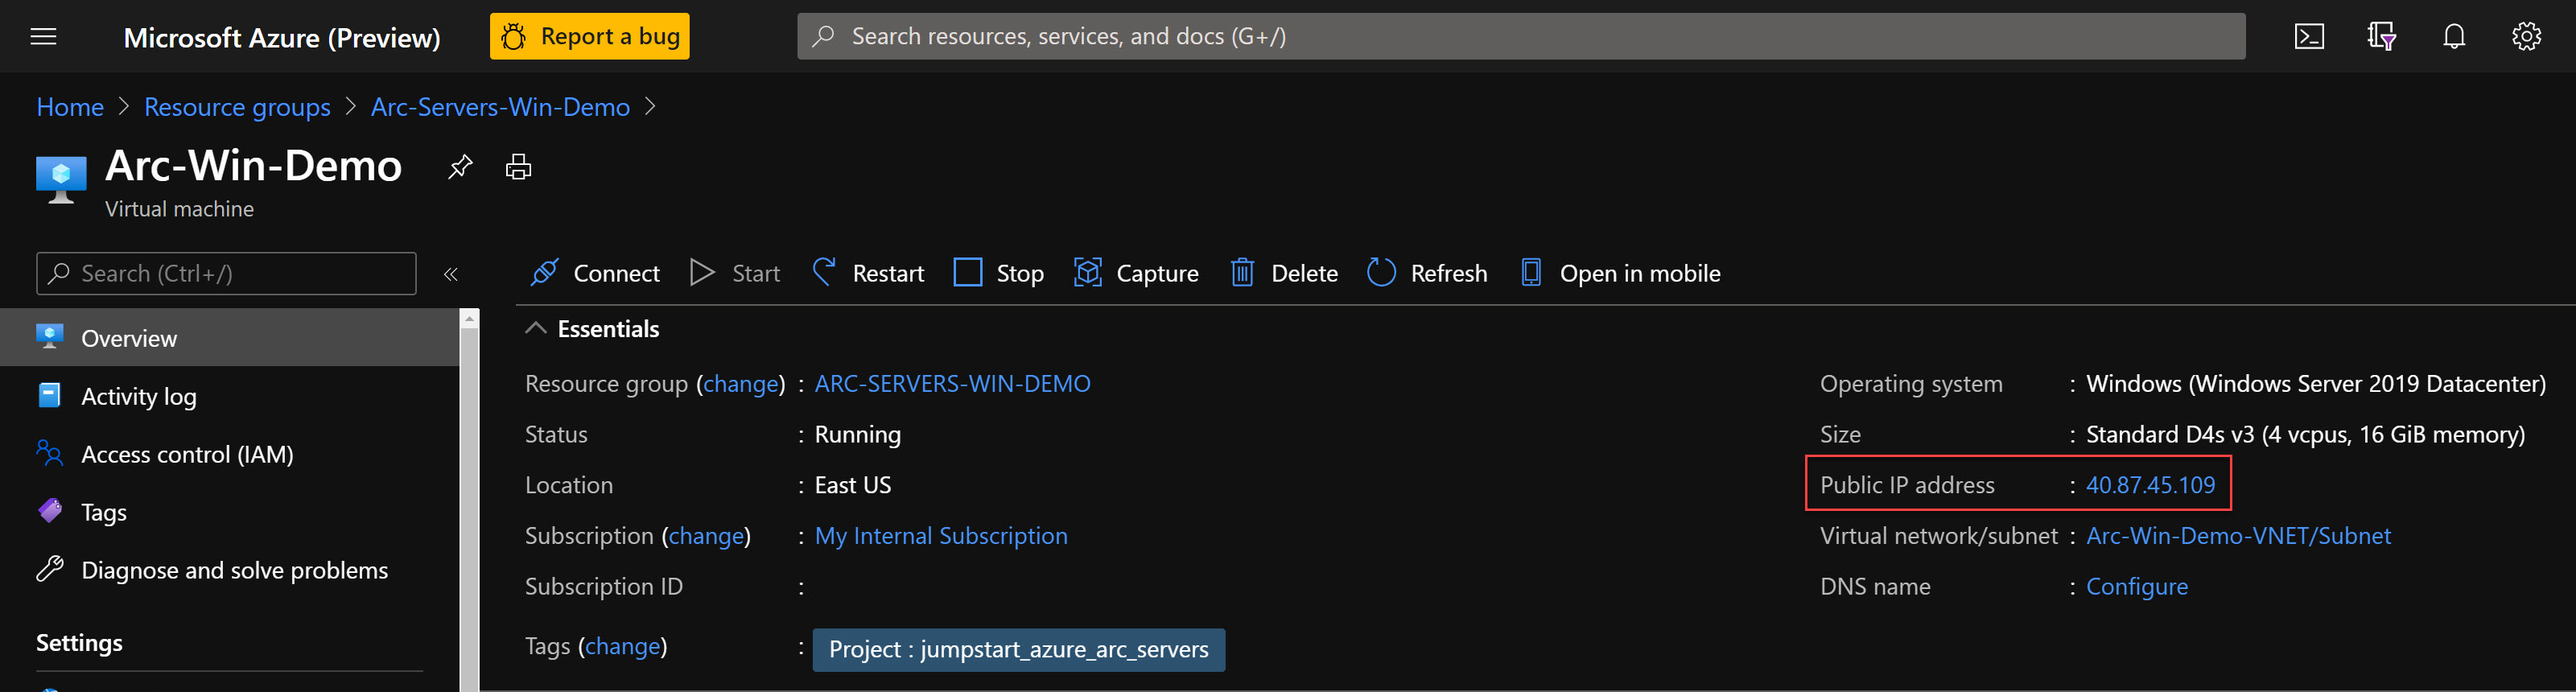 Microsoft Azure (Preview) Report a bug Search resources, services, and docs (G+/)
Home > Resource groups > Arc-Servers-Win-Demo >
Arc-Win-Demo
Virtual machine
Search (Ctrl+/) «
Connect Start Restart Stop Capture Delete Refresh Open in mobile
Overview
Activity log
Access control (IAM)
Tags
Diagnose and solve problems
Settings
Essentials
Resource group (change) : ARC-SERVERS-WIN-DEMO
Status : Running
Location : East US
Subscription (change) : My Internal Subscription
Subscription ID :
Tags (change) : Project : jumpstart_azure_arc_servers
Operating system : Windows (Windows Server 2019 Datacenter)
Size : Standard D4s v3 (4 vcpus, 16 GiB memory)
Public IP address : 40.87.45.109
Virtual network/subnet : Arc-Win-Demo-VNET/Subnet
DNS name : Configure